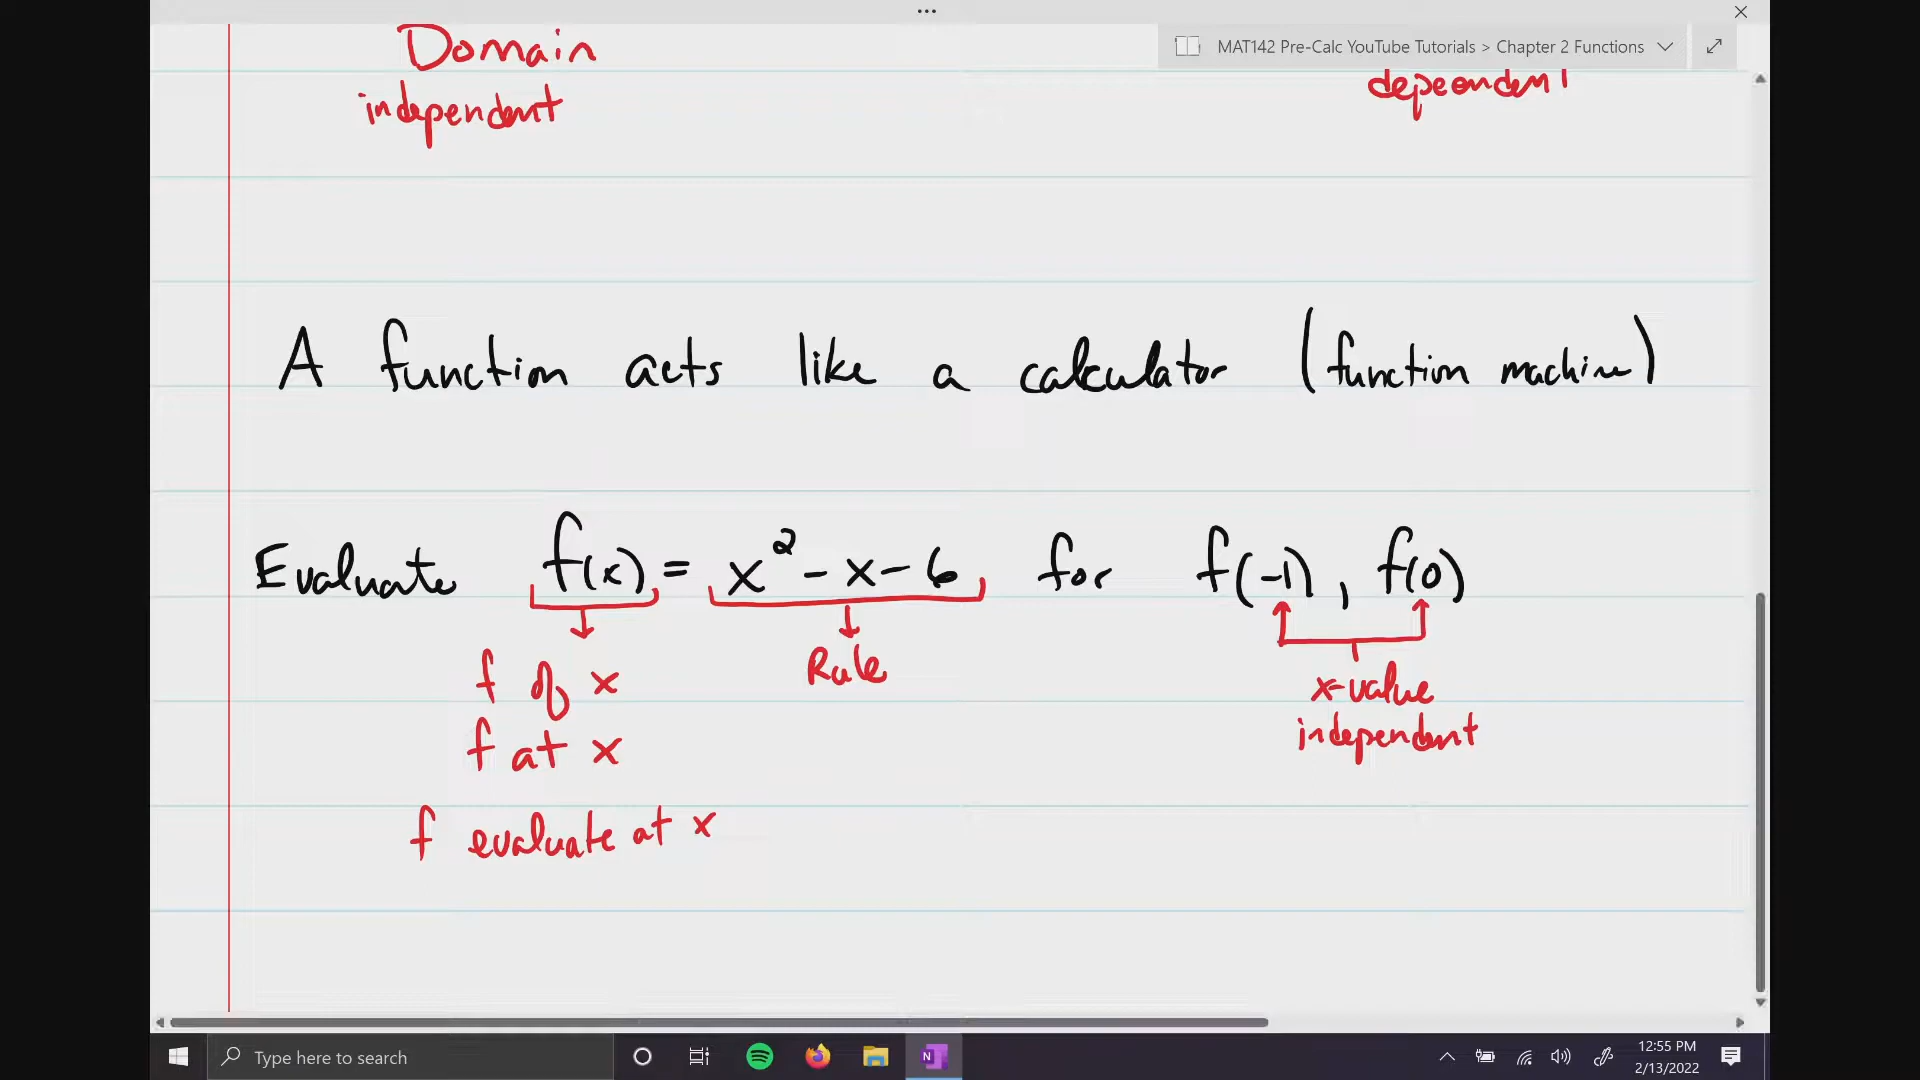 ...
Domain
MAT142 Pre-Calc YouTube Tutorials > Chapter 2 Functions
independent
depeendent
A function acts like a calculator (function machine)
Evaluate f(x) = x² - x - 6 for f(-1), f(0)
f of x
Rule
x-value
independent
f at x
f evaluate at x
Type here to search
N
12:55 PM
2/13/2022